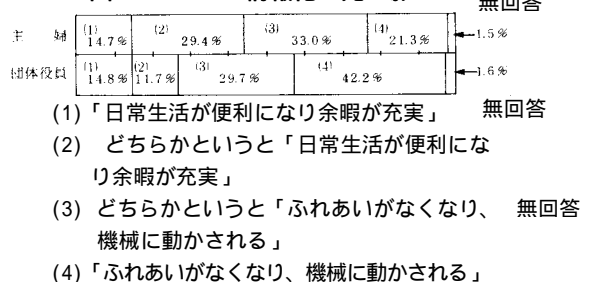 無回答
主　婦 (1) 14.7% (2) 29.4% (3) 33.0% (4) 21.3% 1.5%
団体役員 (1) 14.8% (2) 11.7% (3) 29.7% (4) 42.2% 1.6%
(1)「日常生活が便利になり余暇が充実」 無回答
(2) どちらかというと「日常生活が便利にな
り余暇が充実」
(3) どちらかというと「ふれあいがなくなり、 無回答
機械に動かされる」
(4)「ふれあいがなくなり、機械に動かされる」